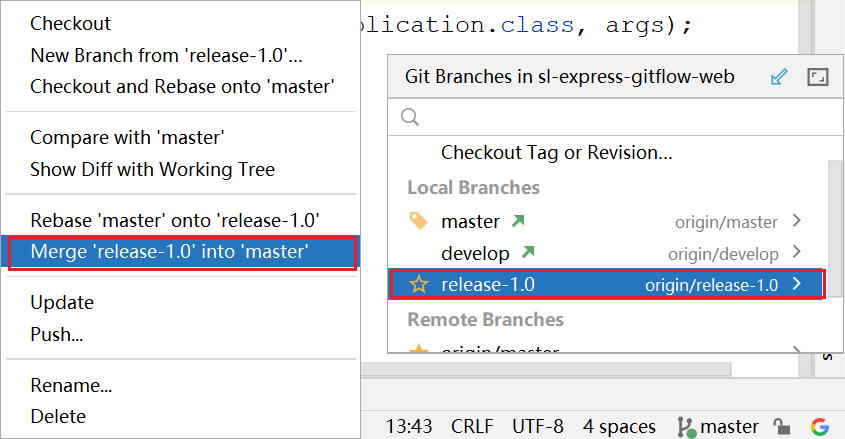 Checkout
New Branch from 'release-1.0'...
Checkout and Rebase onto 'master'
Compare with 'master'
Show Diff with Working Tree
Rebase 'master' onto 'release-1.0'
Merge 'release-1.0' into 'master'
Update
Push...
Rename...
Delete
plication.class, args);
Git Branches in sl-express-gitflow-web
Checkout Tag or Revision...
Local Branches
master origin/master
develop origin/develop
release-1.0 origin/release-1.0
Remote Branches
origin/master
13:43 CRLF UTF-8 4 spaces master